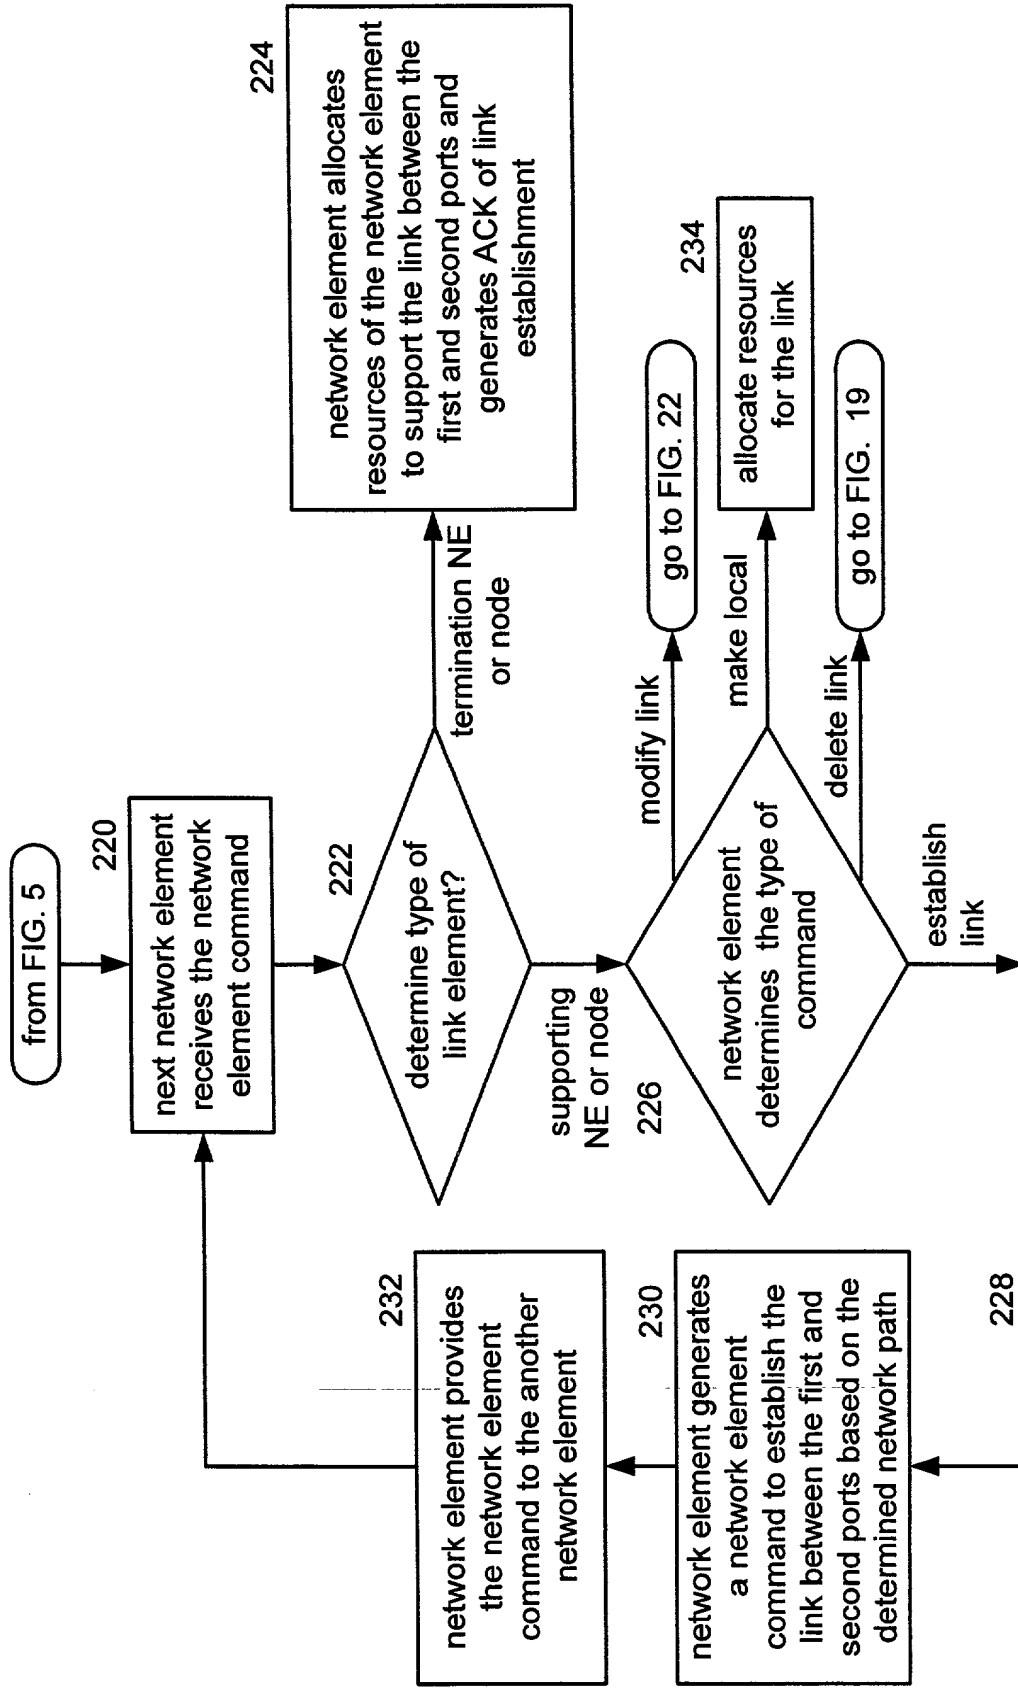 from FIG. 5
220
next network element
receives the network
element command
222
determine type of
link element?
termination NE
or node
224
network element allocates
resources of the network element
to support the link between the
first and second ports and
generates ACK of link
establishment
supporting
NE or node
226
network element
determines the type of
command
modify link
go to FIG. 22
make local
234
allocate resources
for the link
delete link
go to FIG. 19
establish
link
228
230
network element generates
a network element
command to establish the
link between the first and
second ports based on the
determined network path
232
network element provides
the network element
command to the another
network element